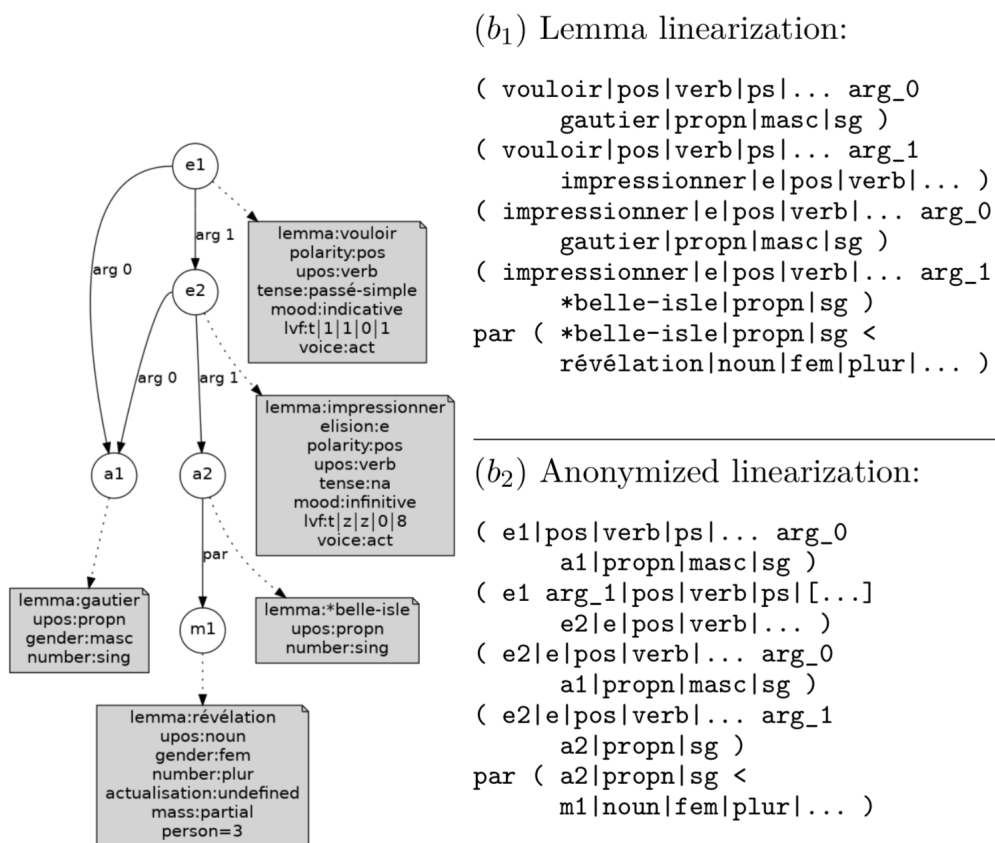 e1
arg 1
arg 0
lemma:vouloir
polarity:pos
upos:verb
tense:passé-simple
mood:indicative
lvf:t|1|1|0|1
voice:act
e2
arg 0
arg 1
lemma:impressionner
elision:e
polarity:pos
upos:verb
tense:na
mood:infinitive
lvf:t|z|z|0|8
voice:act
a1
a2
par
lemma:gautier
upos:propn
gender:masc
number:sing
m1
lemma:*belle-isle
upos:propn
number:sing
lemma:révélation
upos:noun
gender:fem
number:plur
actualisation:undefined
mass:partial
person=3
(b1) Lemma linearization:
( vouloir|pos|verb|ps|... arg_0
gautier|propn|masc|sg )
( vouloir|pos|verb|ps|... arg_1
impressionner|e|pos|verb|... )
( impressionner|e|pos|verb|... arg_0
gautier|propn|masc|sg )
( impressionner|e|pos|verb|... arg_1
*belle-isle|propn|sg )
par ( *belle-isle|propn|sg <
révélation|noun|fem|plur|... )
(b2) Anonymized linearization:
( e1|pos|verb|ps|... arg_0
a1|propn|masc|sg )
( e1 arg_1|pos|verb|ps|[...]
e2|e|pos|verb|... )
( e2|e|pos|verb|... arg_0
a1|propn|masc|sg )
( e2|e|pos|verb|... arg_1
a2|propn|sg )
par ( a2|propn|sg <
m1|noun|fem|plur|... )